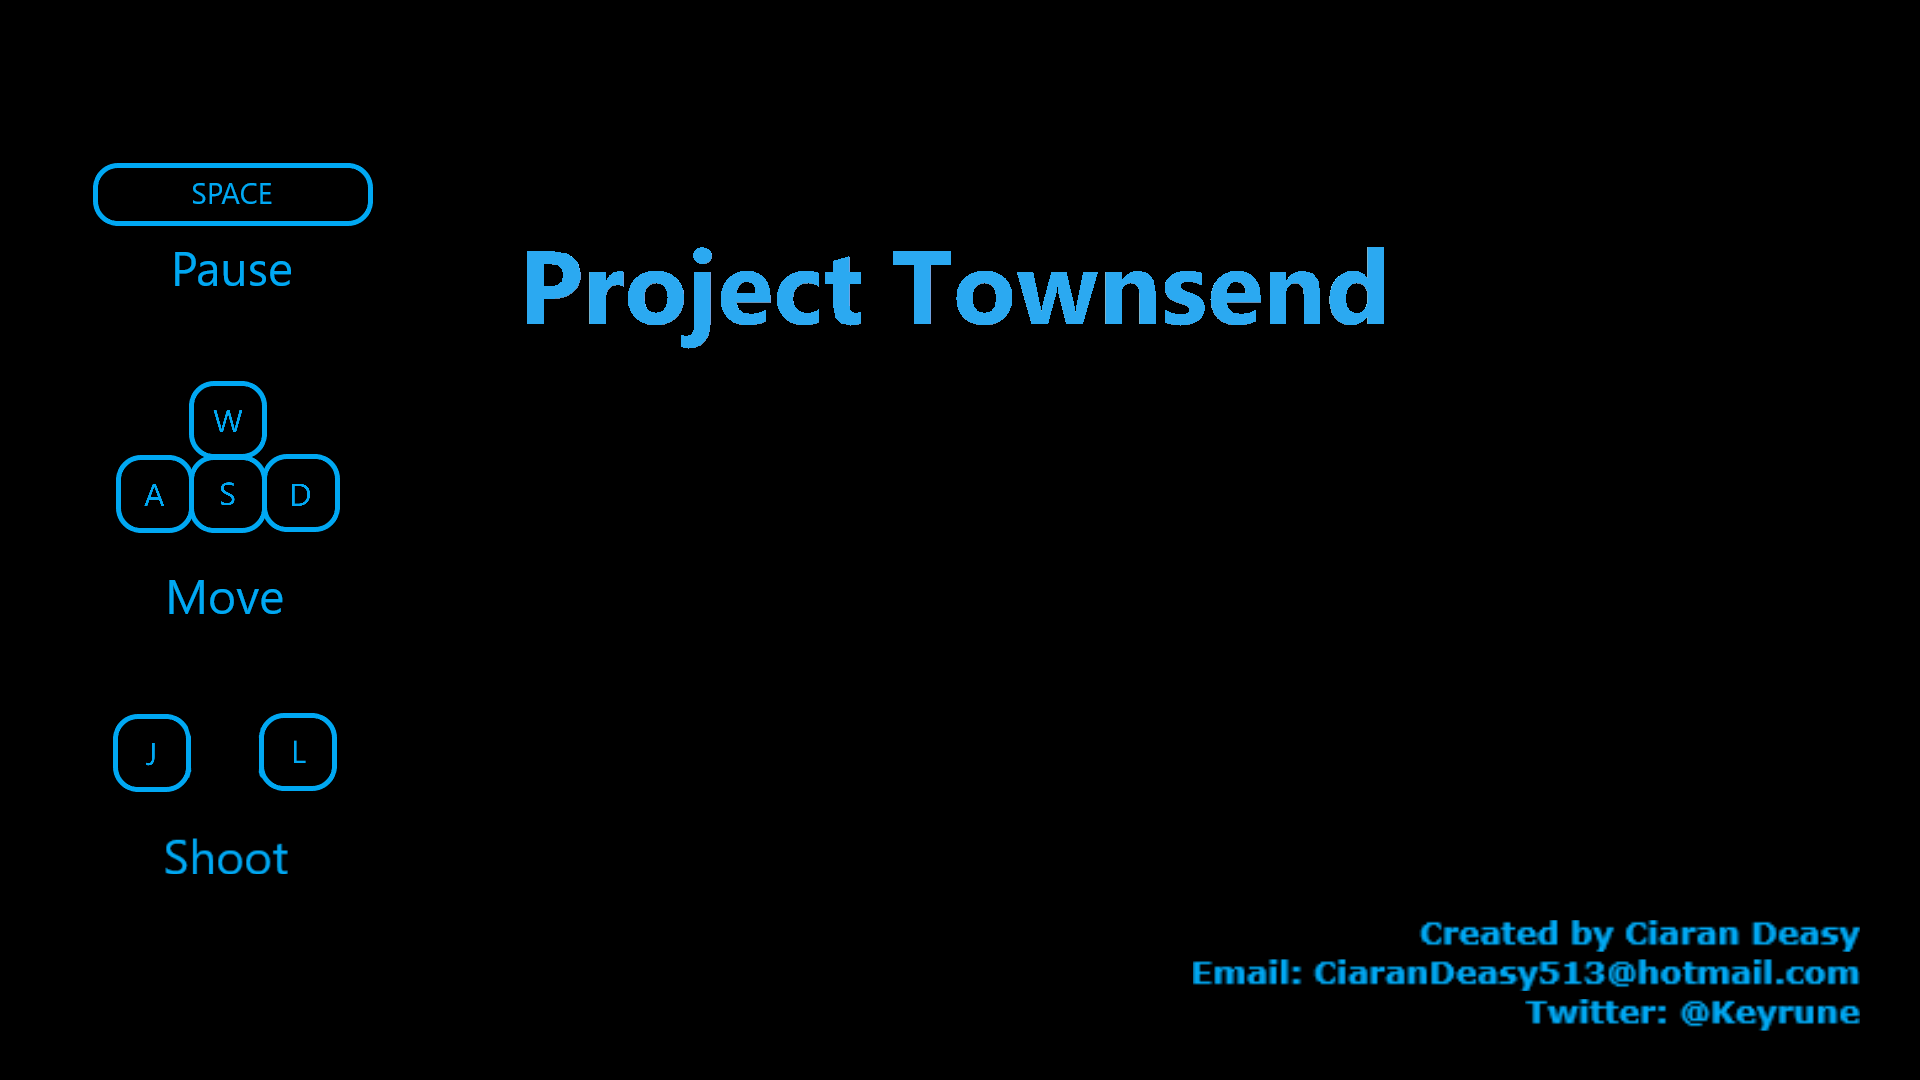 SPACE
Pause
Project Townsend
W
A S D
Move
J L
Shoot
Created by Ciaran Deasy
Email: CiaranDeasy513@hotmail.com
Twitter: @Keyrune